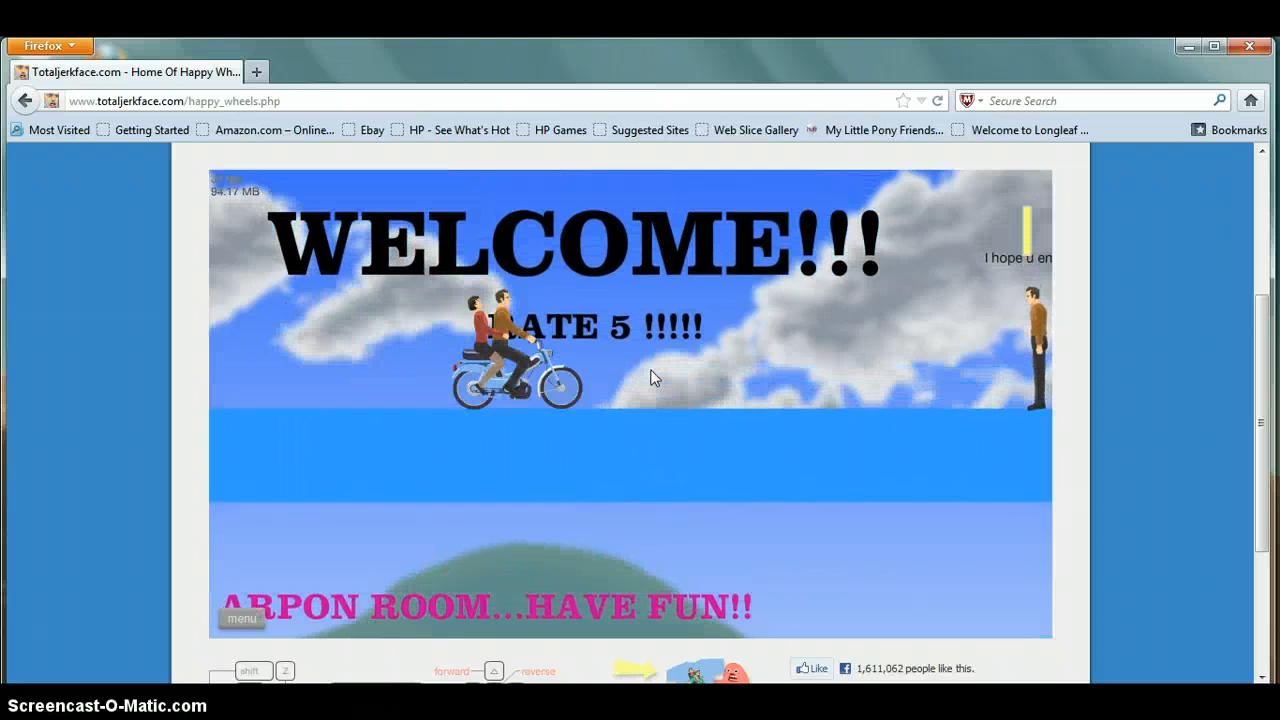 Firefox
Totaljerkface.com - Home Of Happy Wh...
www.totaljerkface.com/happy_wheels.php
Secure Search
Most Visited
Getting Started
Amazon.com – Online...
Ebay
HP - See What's Hot
HP Games
Suggested Sites
Web Slice Gallery
My Little Pony Friends...
Welcome to Longleaf ...
Bookmarks
94.17 MB
WELCOME!!!
I hope u en
RATE 5 !!!!!
ARPON ROOM...HAVE FUN!!
menu
shift
Z
forward
reverse
Like
1,611,062 people like this.
Screencast-O-Matic.com